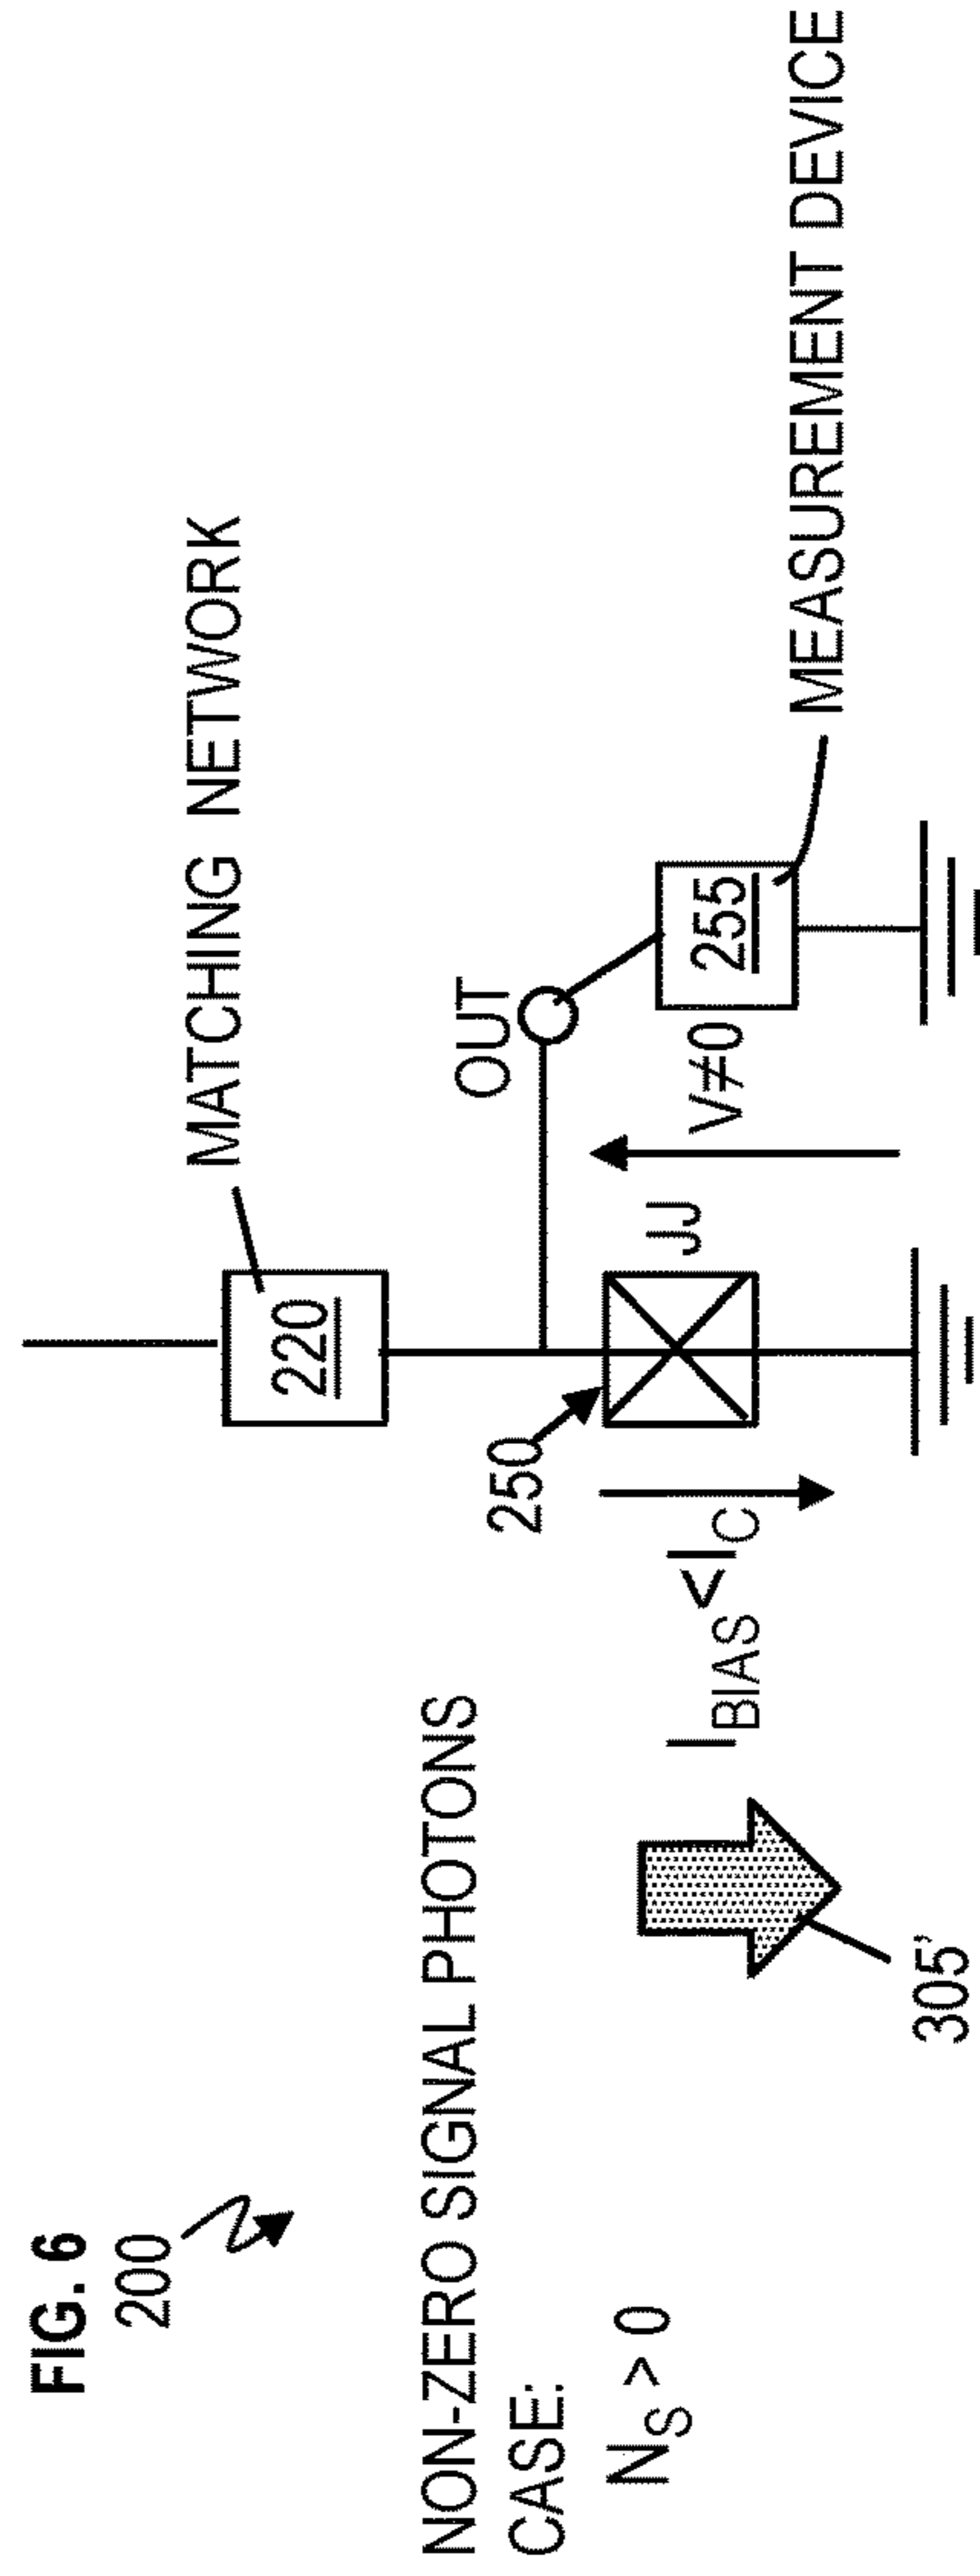 FIG. 6
200
MATCHING NETWORK
220
NON-ZERO SIGNAL PHOTONS
CASE:
N_S > 0
OUT
250
JJ
I_BIAS<I_C
V≠0
255
MEASUREMENT DEVICE
305'